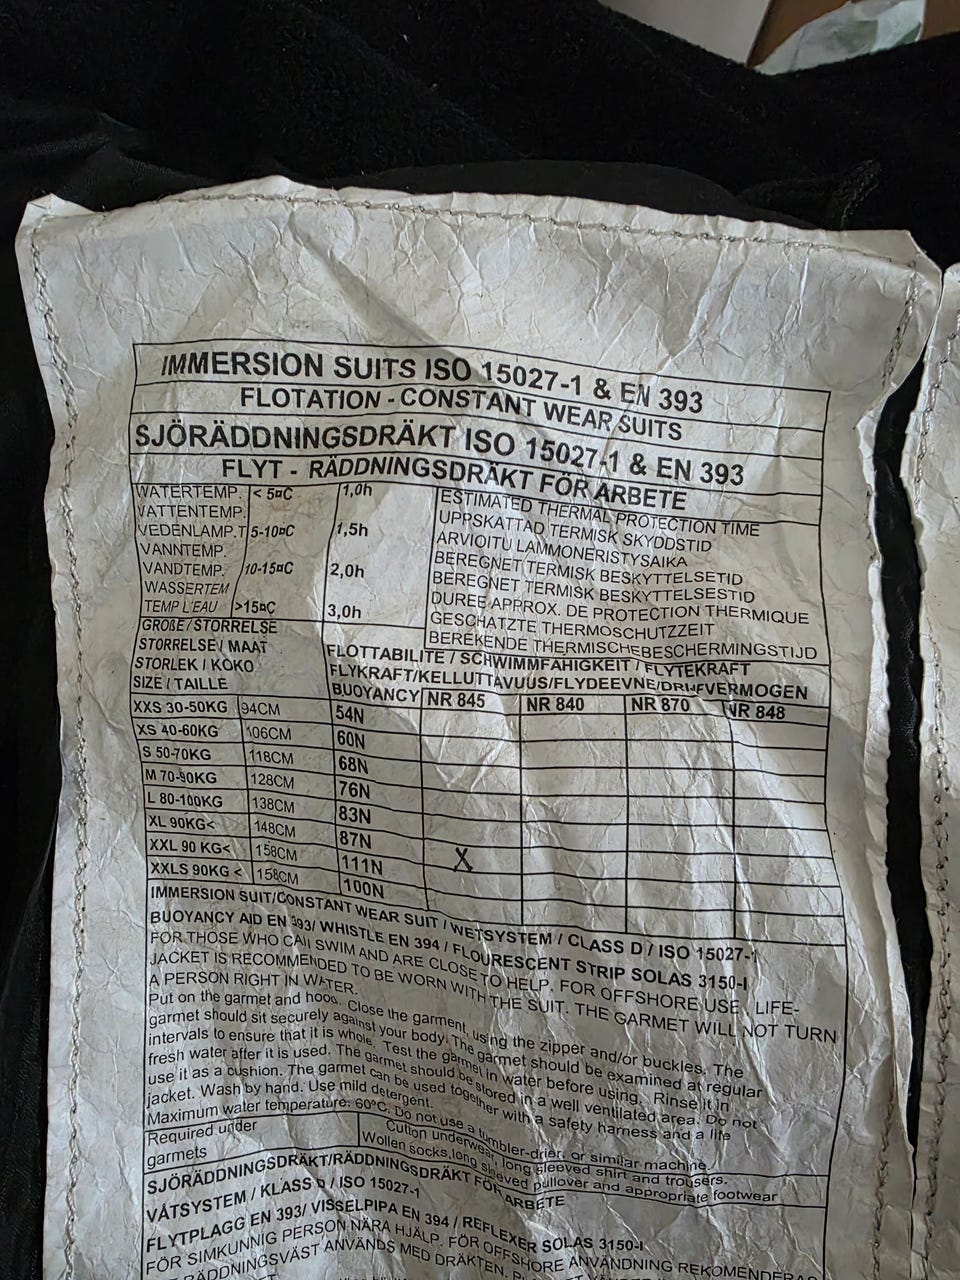 IMMERSION SUITS ISO 15027-1 & EN 393
FLOTATION - CONSTANT WEAR SUITS
SJÖRÄDDNINGSDRÄKT ISO 15027-1 & EN 393
FLYT - RÄDDNINGSDRÄKT FÖR ARBETE
WATERTEMP. < 5¤C 1,0h ESTIMATED THERMAL PROTECTION TIME
VATTENTEMP. UPPSKATTAD TERMISK SKYDDSTID
VEDENLAMP.T 5-10¤C 1,5h ARVIOITU LAMMONERISTYSAIKA
VANNTEMP. BEREGNET TERMISK BESKYTTELSETID
VANDTEMP. 10-15¤C 2,0h BEREGNET TERMISK BESKYTTELSESTID
WASSERTEM DUREE APPROX. DE PROTECTION THERMIQUE
TEMP L'EAU >15¤C 3,0h GESCHATZTE THERMOSCHUTZZEIT
BEREKENDE THERMISCHEBESCHERMINGSTIJD
GROßE/STORRELSE
STORRELSE/ MAAT FLOTTABILITE / SCHWIMMFÄHIGKEIT / FLYTEKRAFT
STORLEK / KOKO FLYKRAFT/KELLUTTAVUUS/FLYDEEVNE/DRIJFVERMOGEN
SIZE / TAILLE BUOYANCY NR 845 NR 840 NR 870 NR 848
XXS 30-50KG 94CM 54N
XS 40-60KG 106CM 60N
S 50-70KG 118CM 68N
M 70-90KG 128CM 76N
L 80-100KG 138CM 83N
XL 90KG< 148CM 87N
XXL 90 KG< 158CM 111N X
XXLS 90KG < 158CM 100N
IMMERSION SUIT/CONSTANT WEAR SUIT / WETSYSTEM / CLASS D / ISO 15027-1
BUOYANCY AID EN 393/ WHISTLE EN 394 / FLOURESCENT STRIP SOLAS 3150-I
FOR THOSE WHO CAN SWIM AND ARE CLOSE TO HELP. FOR OFFSHORE USE, LIFE-
JACKET IS RECOMMENDED TO BE WORN WITH THE SUIT. THE GARMET WILL NOT TURN
A PERSON RIGHT IN WATER.
Put on the garmet and hood. Close the garment, using the zipper and/or buckles. The
garmet should sit securely against your body. The garmet should be examined at regular
intervals to ensure that it is whole. Test the garmet in water before using. Rinse it in
fresh water after it is used. The garmet should be stored in a well ventilated area. Do not
use it as a cushion. The garmet can be used together with a safety harness and a life
jacket. Wash by hand. Use mild detergent.
Maximum water temperature: 60°C. Do not use a tumbler-drier, or similar machine.
Required under Cutton underwear, long sleeved shirt and trousers.
garmets Wollen socks,long sleeved pullover and appropriate footwear
SJÖRÄDDNINGSDRÄKT/RÄDDNINGSDRÄKT FÖR ARBETE
VÅTSYSTEM / KLASS D / ISO 15027-1
FLYTPLAGG EN 393/ VISSELPIPA EN 394 / REFLEXER SOLAS 3150-I
FÖR SIMKUNNIG PERSON NÄRA HJÄLP. FÖR OFFSHORE ANVÄNDNING REKOMENDERAS
RÄDDNINGSVÄST ANVÄNDS MED DRÄKTEN.